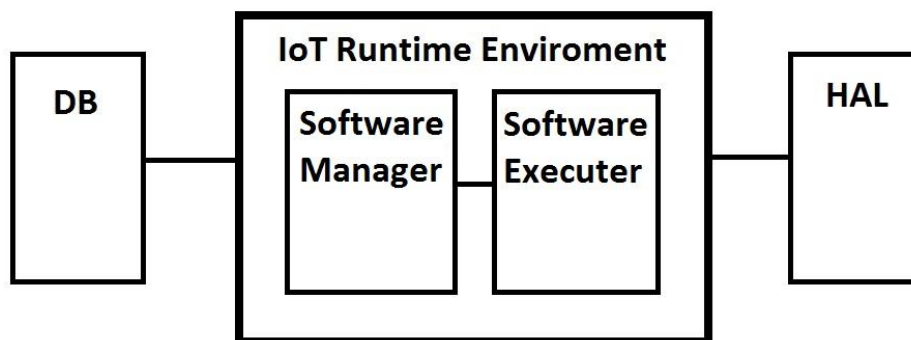 IoT Runtime Enviroment
DB
Software
Manager
Software
Executer
HAL